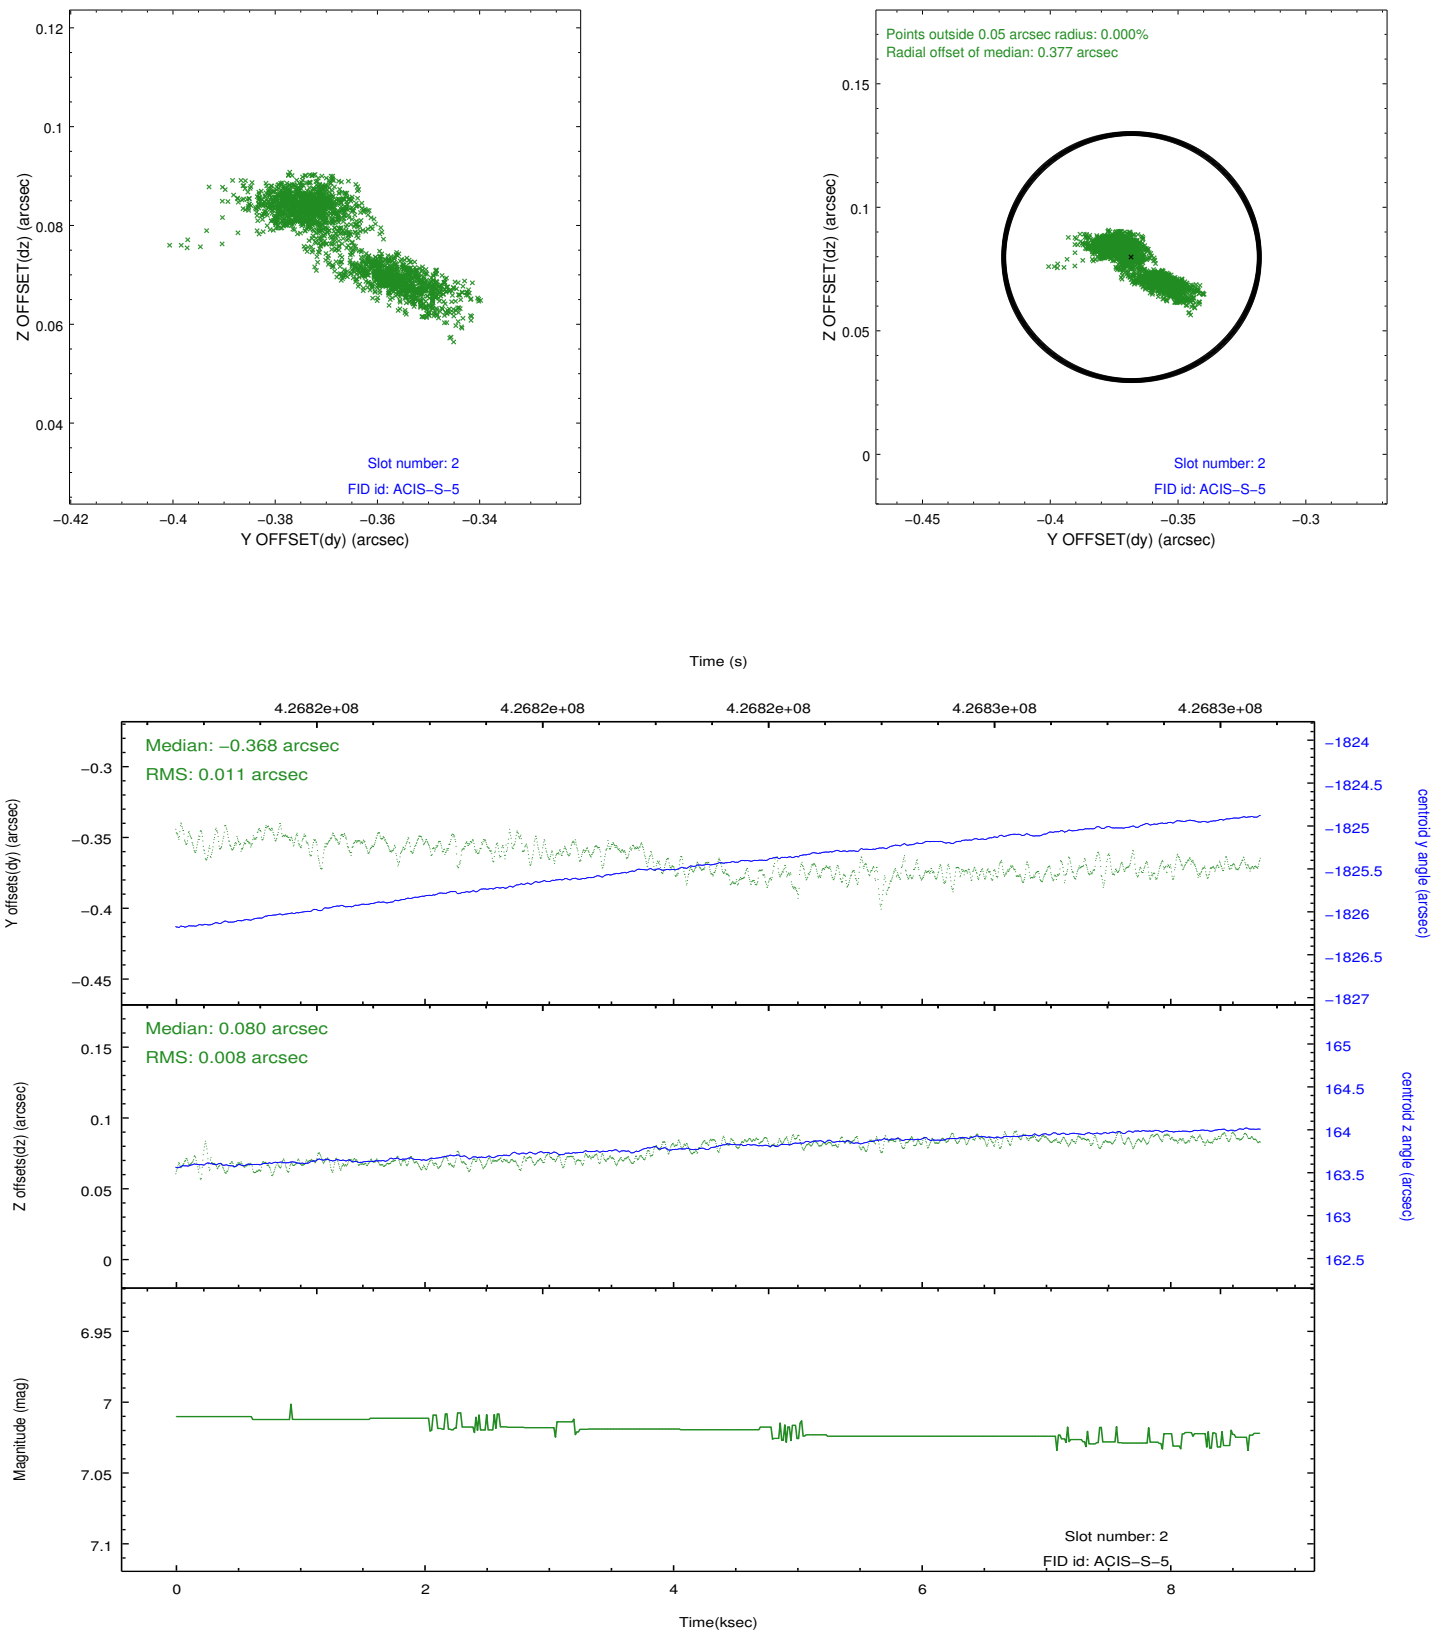 0.12
0.1
0.08
0.06
0.04
Z OFFSET(dz) (arcsec)
Slot number: 2
FID id: ACIS−S−5
−0.42
−0.4
−0.38
−0.36
−0.34
Y OFFSET(dy) (arcsec)
Points outside 0.05 arcsec radius: 0.000%
Radial offset of median: 0.377 arcsec
0.15
0.1
0.05
0
Z OFFSET(dz) (arcsec)
Slot number: 2
FID id: ACIS−S−5
−0.45
−0.4
−0.35
−0.3
Y OFFSET(dy) (arcsec)
Time (s)
4.2682e+08
4.2682e+08
4.2682e+08
4.2683e+08
4.2683e+08
Median: −0.368 arcsec
RMS: 0.011 arcsec
−0.3
−0.35
−0.4
−0.45
Y offsets(dy) (arcsec)
−1824
−1824.5
−1825
−1825.5
−1826
−1826.5
−1827
centroid y angle (arcsec)
Median: 0.080 arcsec
RMS: 0.008 arcsec
0.15
0.1
0.05
0
Z offsets(dz) (arcsec)
165
164.5
164
163.5
163
162.5
centroid z angle (arcsec)
6.95
7
7.05
7.1
Magnitude (mag)
Slot number: 2
FID id: ACIS−S−5
0
2
4
6
8
Time(ksec)